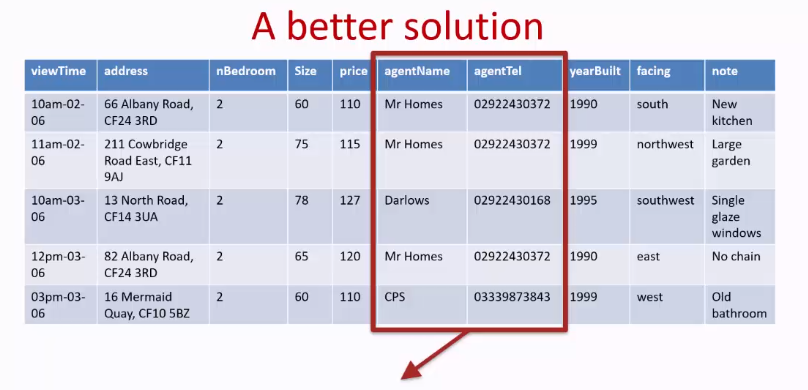 A better solution
viewTime address nBedroom Size price agentName agentTel yearBuilt facing note
10am-02-06 66 Albany Road, CF24 3RD 2 60 110 Mr Homes 02922430372 1990 south New kitchen
11am-02-06 211 Cowbridge Road East, CF11 9AJ 2 75 115 Mr Homes 02922430372 1999 northwest Large garden
10am-03-06 13 North Road, CF14 3UA 2 78 127 Darlows 02922430168 1995 southwest Single glaze windows
12pm-03-06 82 Albany Road, CF24 3RD 2 65 120 Mr Homes 02922430372 1990 east No chain
03pm-03-06 16 Mermaid Quay, CF10 5BZ 2 60 110 CPS 03339873843 1999 west Old bathroom